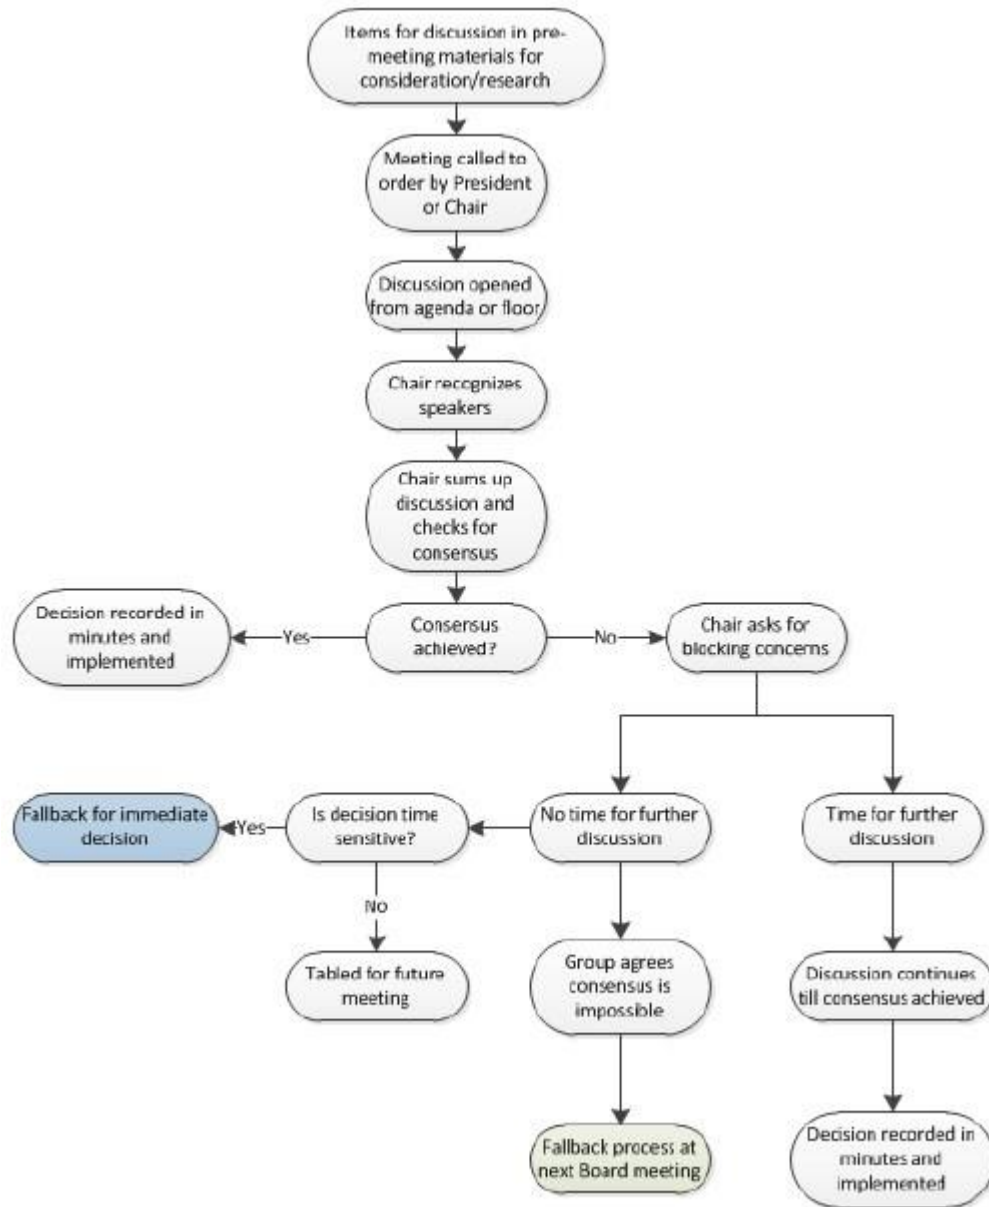 Items for discussion in pre-
meeting materials for
consideration/research
Meeting called to
order by President
or Chair
Discussion opened
from agenda or floor
Chair recognizes
speakers
Chair sums up
discussion and
checks for
consensus
Decision recorded in
minutes and
implemented
Yes
Consensus
achieved?
No
Chair asks for
blocking concerns
Fallback for immediate
decision
Yes
Is decision time
sensitive?
No time for further
discussion
Time for further
discussion
No
Tabled for future
meeting
Group agrees
consensus is
impossible
Discussion continues
till consensus achieved
Fallback process at
next Board meeting
Decision recorded in
minutes and
implemented